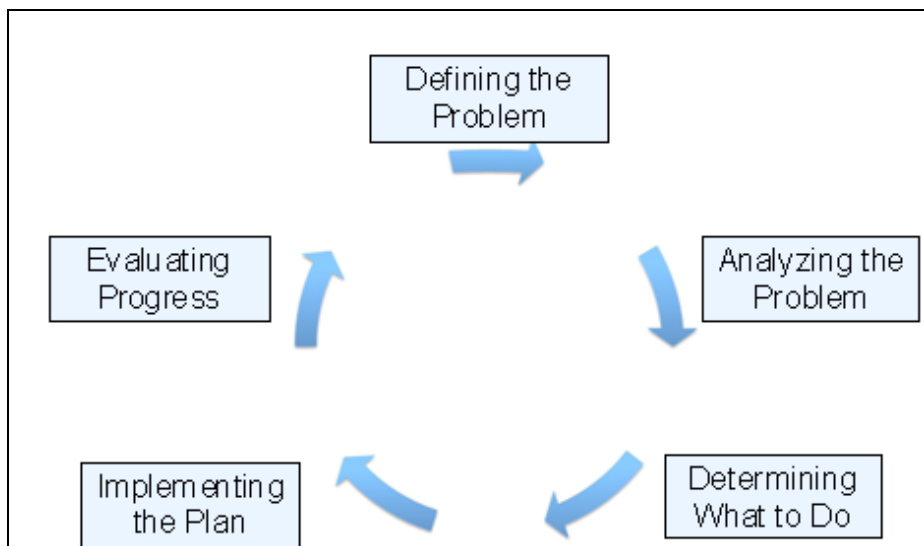 Defining the
Problem
Analyzing the
Problem
Determining
What to Do
Implementing
the Plan
Evaluating
Progress